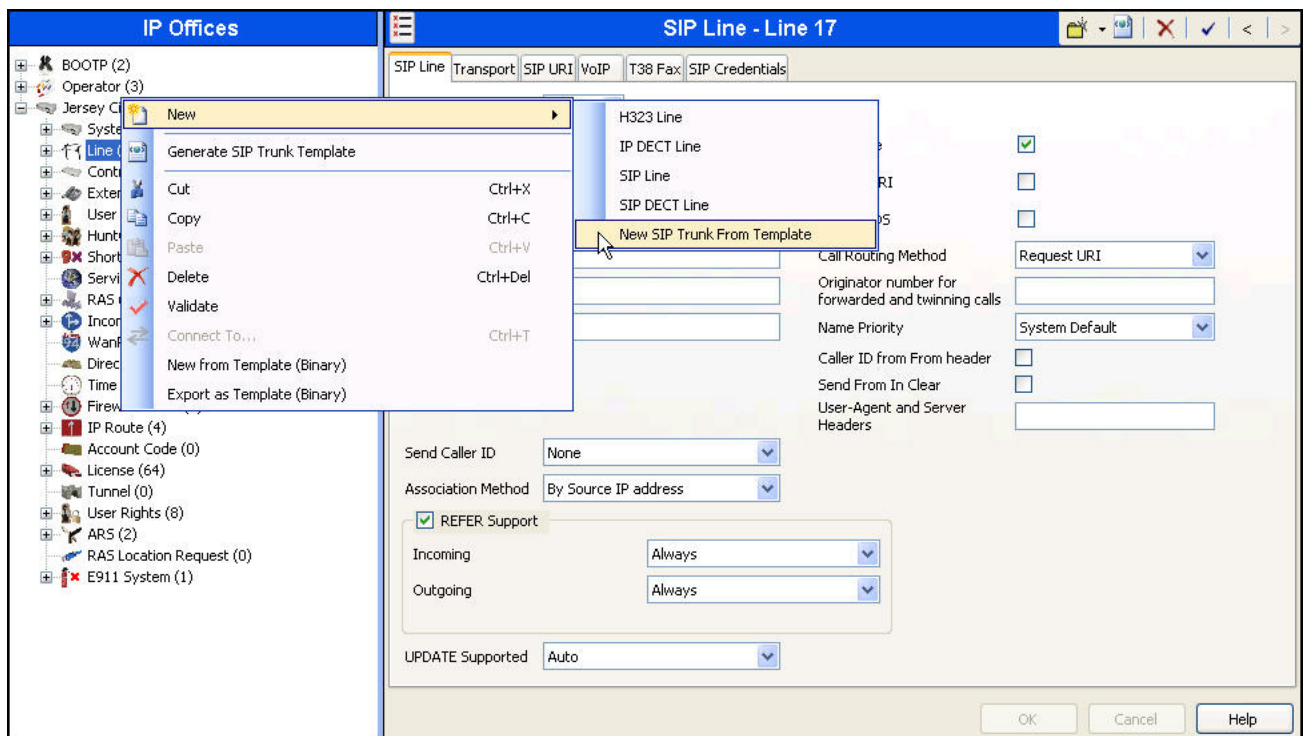 IP Offices
SIP Line - Line 17
BOOTP (2)
Operator (3)
Jersey
Line
User
RAS
Time
IP Route (4)
Account Code (0)
License (64)
Tunnel (0)
User Rights (8)
ARS (2)
RAS Location Request (0)
E911 System (1)
New
Generate SIP Trunk Template
Cut Ctrl+X
Copy Ctrl+C
Paste Ctrl+V
Delete Ctrl+Del
Validate
Connect To... Ctrl+T
New from Template (Binary)
Export as Template (Binary)
H323 Line
IP DECT Line
SIP Line
SIP DECT Line
New SIP Trunk From Template
SIP Line Transport SIP URI VoIP T38 Fax SIP Credentials
Call Routing Method Request URI
Originator number for
forwarded and twinning calls
Name Priority System Default
Caller ID from From header
Send From In Clear
User-Agent and Server
Headers
Send Caller ID None
Association Method By Source IP address
REFER Support
Incoming Always
Outgoing Always
UPDATE Supported Auto
OK Cancel Help